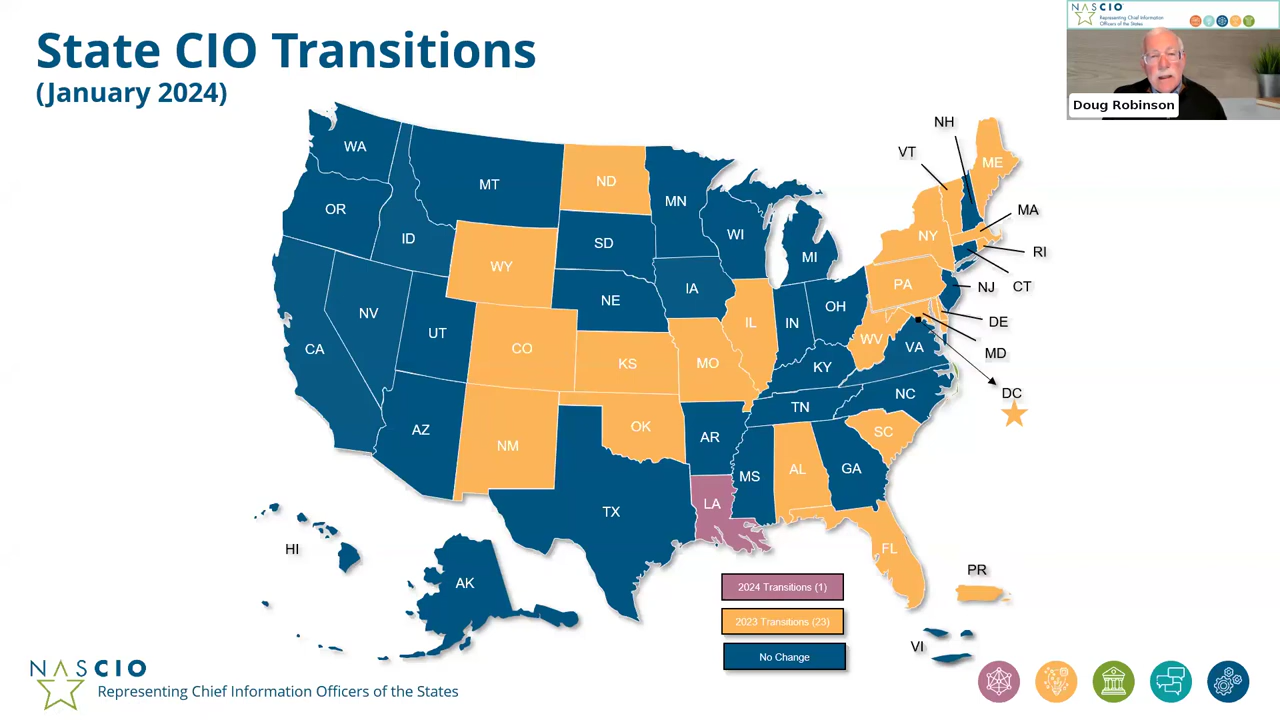 State CIO Transitions
(January 2024)
NASCIO
Representing Chief Information
Officers of the States
Doug Robinson
NH
VT
ME
WA
MT
ND
MN
OR
ID
SD
WI
MI
NY
MA
RI
WY
IA
NE
PA
CT
NJ
NV
UT
IL
IN
OH
DE
CA
CO
KS
MO
WV
VA
MD
KY
DC
AZ
NM
OK
AR
TN
NC
SC
MS
AL
GA
TX
LA
FL
HI
AK
PR
VI
2024 Transitions (1)
2023 Transitions (23)
No Change
NASCIO
Representing Chief Information Officers of the States